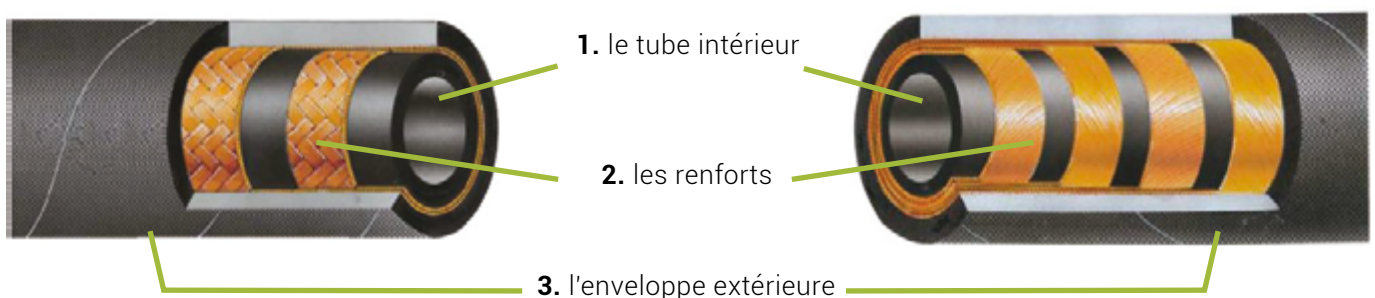 1. le tube intérieur
2. les renforts
3. l'enveloppe extérieure